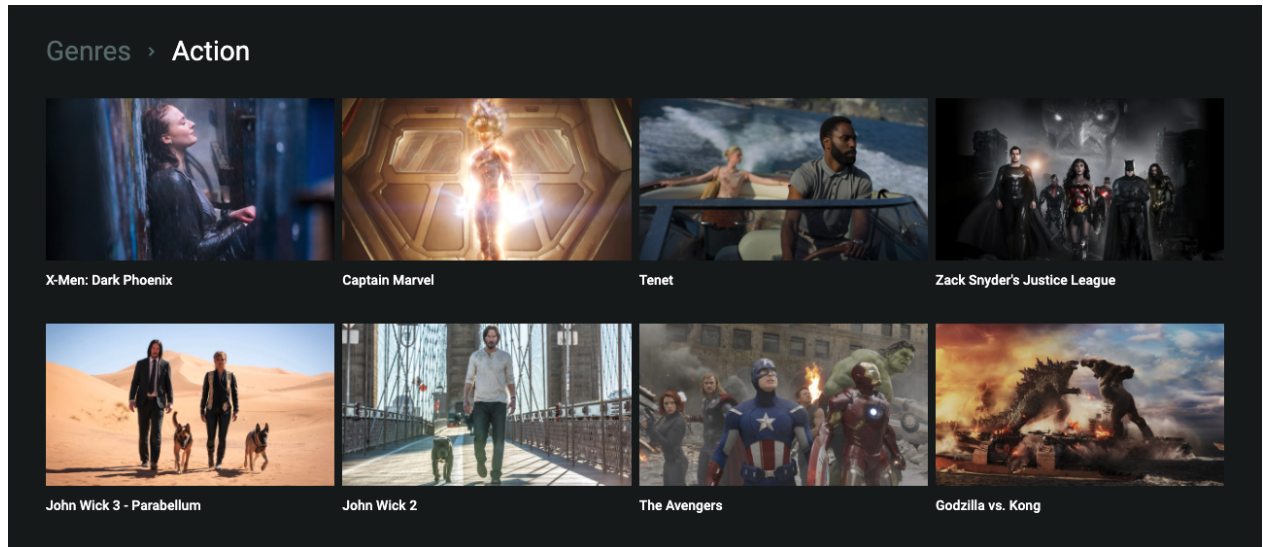 Genres > Action
X-Men: Dark Phoenix
Captain Marvel
Tenet
Zack Snyder's Justice League
John Wick 3 - Parabellum
John Wick 2
The Avengers
Godzilla vs. Kong